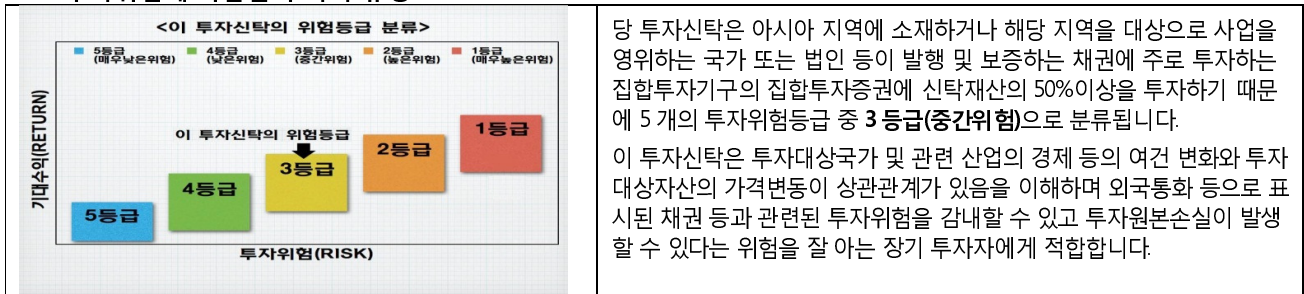 <이 투자신탁의 위험등급 분류>
5등급 4등급 3등급 2등급 1등급
(매우낮은위험) (낮은위험) (중간위험) (높은위험) (매우높은위험)
기대수익(RETURN)
이 투자신탁의 위험등급
1등급
2등급
3등급
4등급
5등급
투자위험(RISK)
당 투자신탁은 아시아 지역에 소재하거나 해당 지역을 대상으로 사업을
영위하는 국가 또는 법인 등이 발행 및 보증하는 채권에 주로 투자하는
집합투자기구의 집합투자증권에 신탁재산의 50%이상을 투자하기 때문
에 5 개의 투자위험등급 중 3 등급(중간위험)으로 분류됩니다.
이 투자신탁은 투자대상국가 및 관련 산업의 경제 등의 여건 변화와 투자
대상자산의 가격변동이 상관관계가 있음을 이해하며 외국통화 등으로 표
시된 채권 등과 관련된 투자위험을 감내할 수 있고 투자원본손실이 발생
할 수 있다는 위험을 잘 아는 장기 투자자에게 적합합니다.